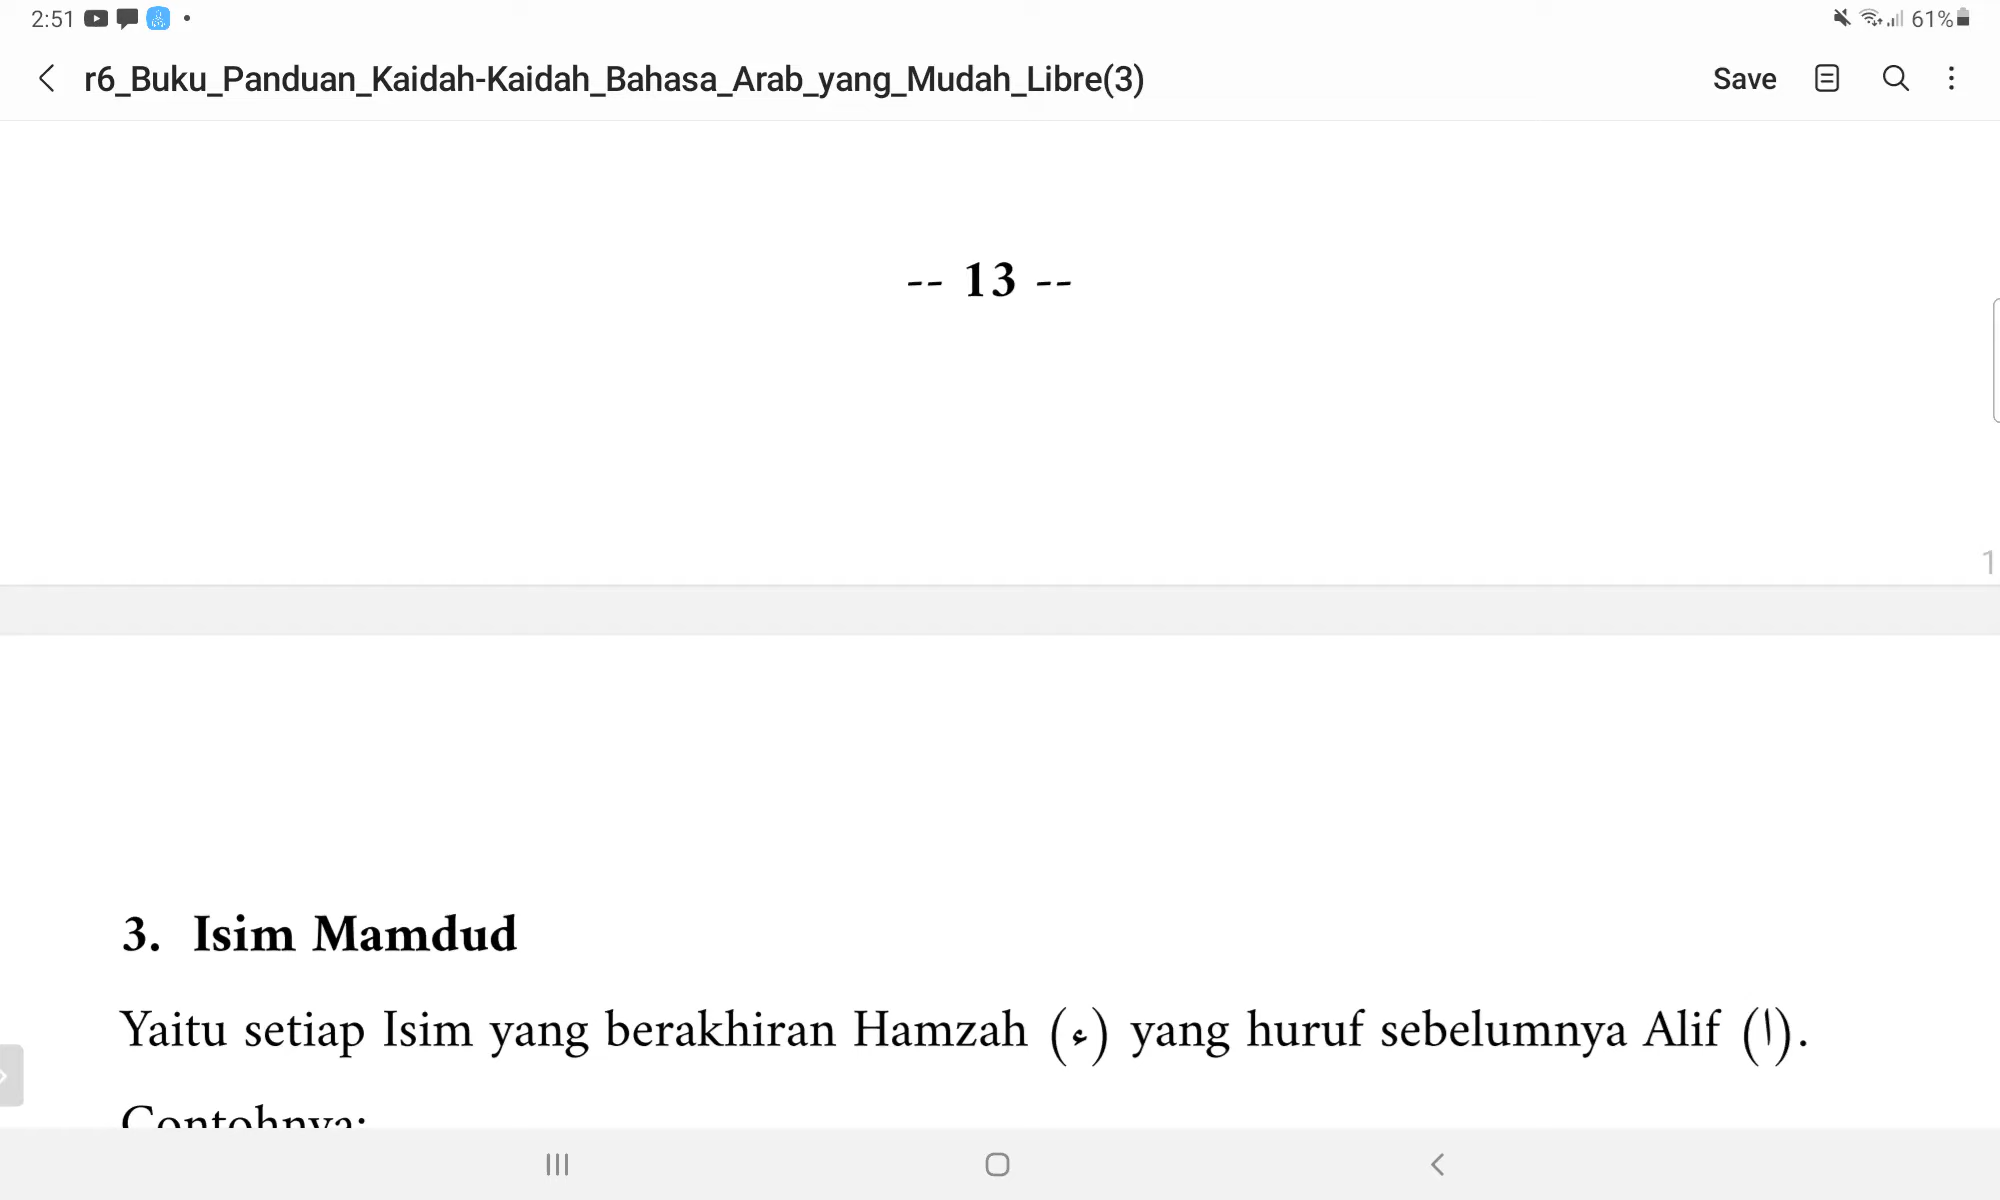 2:51
61%
r6_Buku_Panduan_Kaidah-Kaidah_Bahasa_Arab_yang_Mudah_Libre(3)
Save
-- 13 --
1
3. Isim Mamdud
Yaitu setiap Isim yang berakhiran Hamzah (ء) yang huruf sebelumnya Alif (ا).
Contohnya: